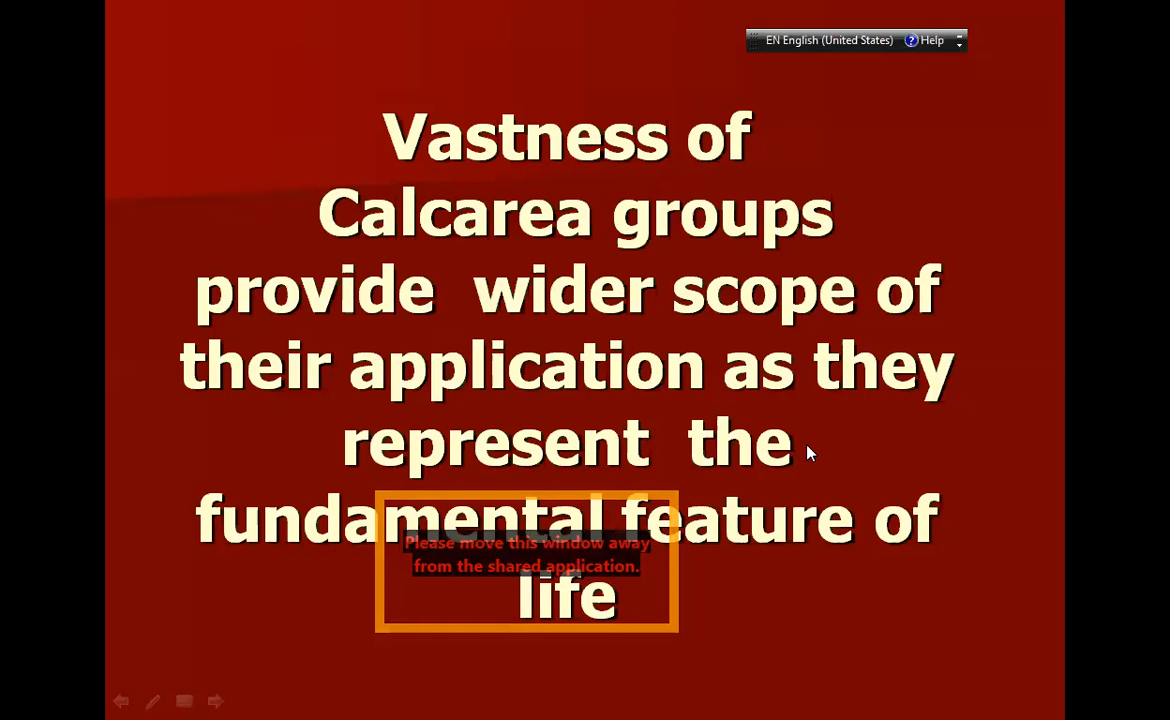 EN English (United States) ? Help
Vastness of
Calcarea groups
provide wider scope of
their application as they
represent the
fundamental feature of
Please move this window away
from the shared application.
life